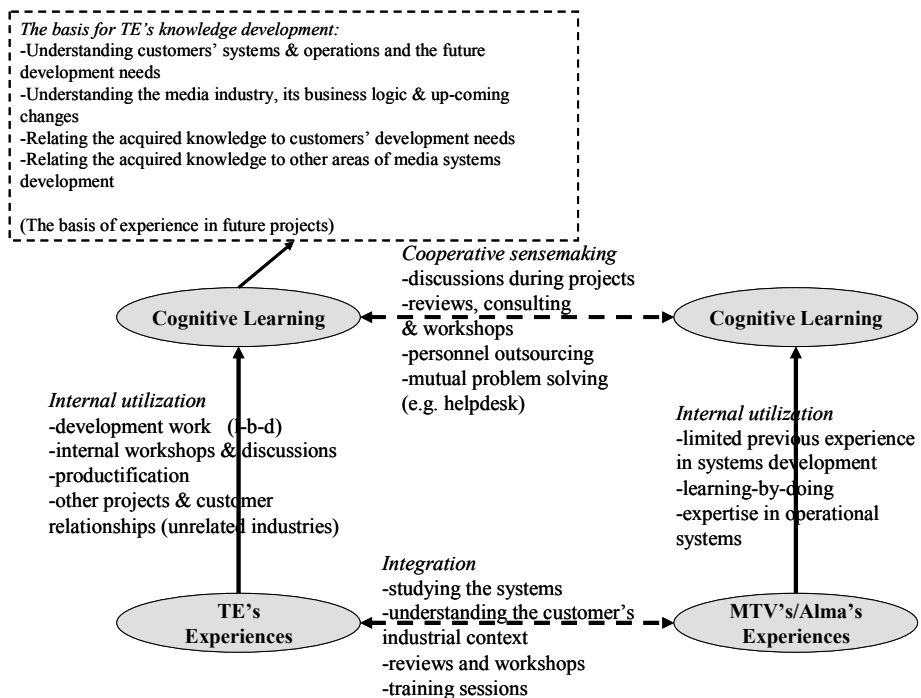 The basis for TE's knowledge development:
-Understanding customers' systems & operations and the future
development needs
-Understanding the media industry, its business logic & up-coming
changes
-Relating the acquired knowledge to customers' development needs
-Relating the acquired knowledge to other areas of media systems
development
(The basis of experience in future projects)
Cooperative sensemaking
-discussions during projects
-reviews, consulting
& workshops
-personnel outsourcing
-mutual problem solving
(e.g. helpdesk)
Cognitive Learning
Cognitive Learning
Internal utilization
-development work (l-b-d)
-internal workshops & discussions
-productification
-other projects & customer
relationships (unrelated industries)
Internal utilization
-limited previous experience
in systems development
-learning-by-doing
-expertise in operational
systems
Integration
-studying the systems
-understanding the customer's
industrial context
-reviews and workshops
-training sessions
TE's
Experiences
MTV's/Alma's
Experiences